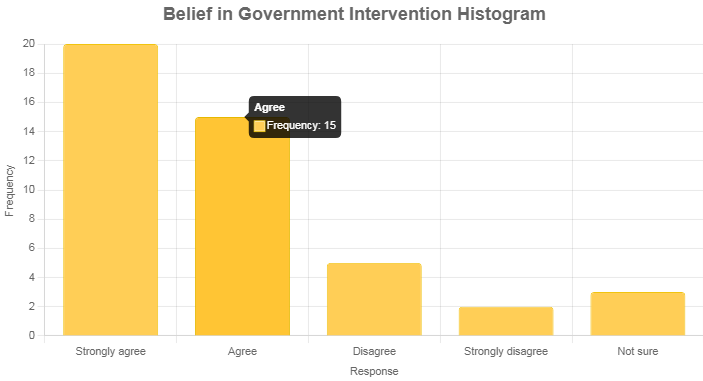 Belief in Government Intervention Histogram
20
18
16
14
12
10
8
6
4
2
0
Frequency
Agree
Frequency: 15
Strongly agree
Agree
Disagree
Strongly disagree
Not sure
Response